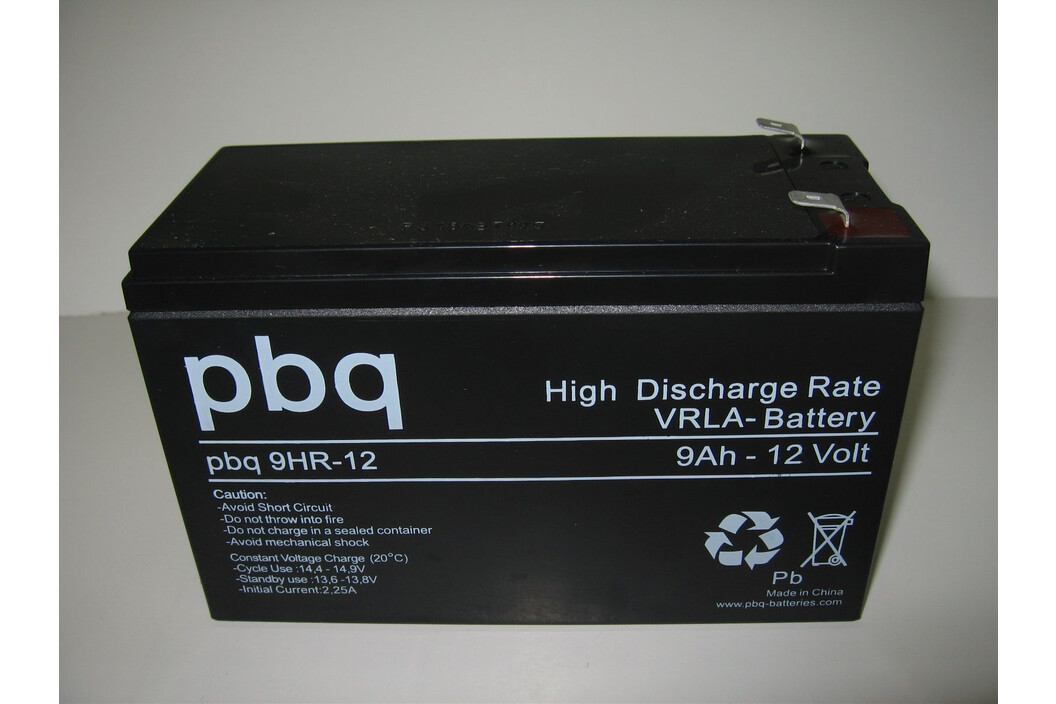 pbq
High Discharge Rate
VRLA- Battery
pbq 9HR-12
9Ah - 12 Volt
Caution:
-Avoid Short Circuit
-Do not throw into fire
-Do not charge in a sealed container
-Avoid mechanical shock
Constant Voltage Charge (20°C)
-Cycle Use :14,4 - 14,9V
-Standby use :13,6 -13,8V
-Initial Current:2,25A
Pb
Made in China
www.pbq-batteries.com